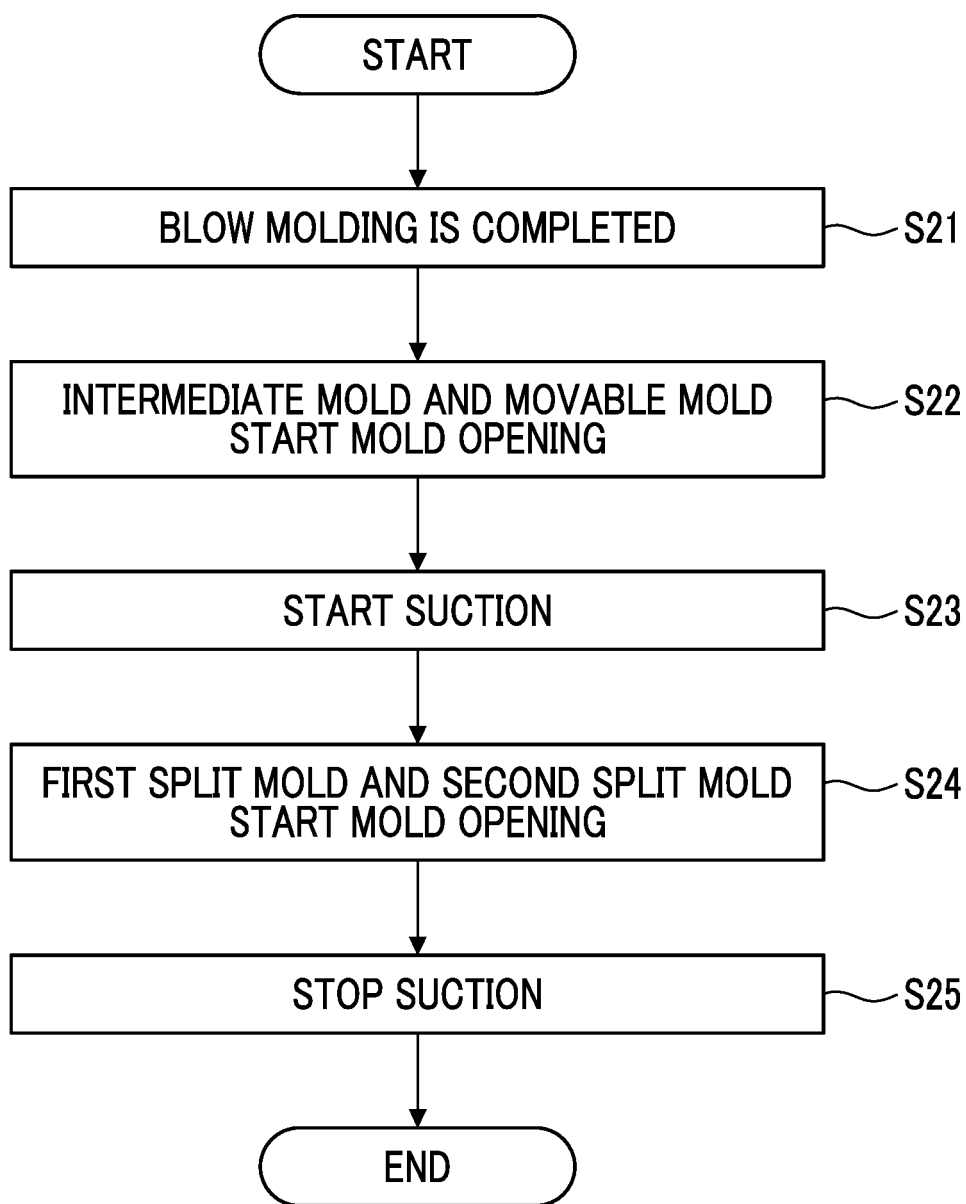 START
BLOW MOLDING IS COMPLETED
S21
INTERMEDIATE MOLD AND MOVABLE MOLD
START MOLD OPENING
S22
START SUCTION
S23
FIRST SPLIT MOLD AND SECOND SPLIT MOLD
START MOLD OPENING
S24
STOP SUCTION
S25
END